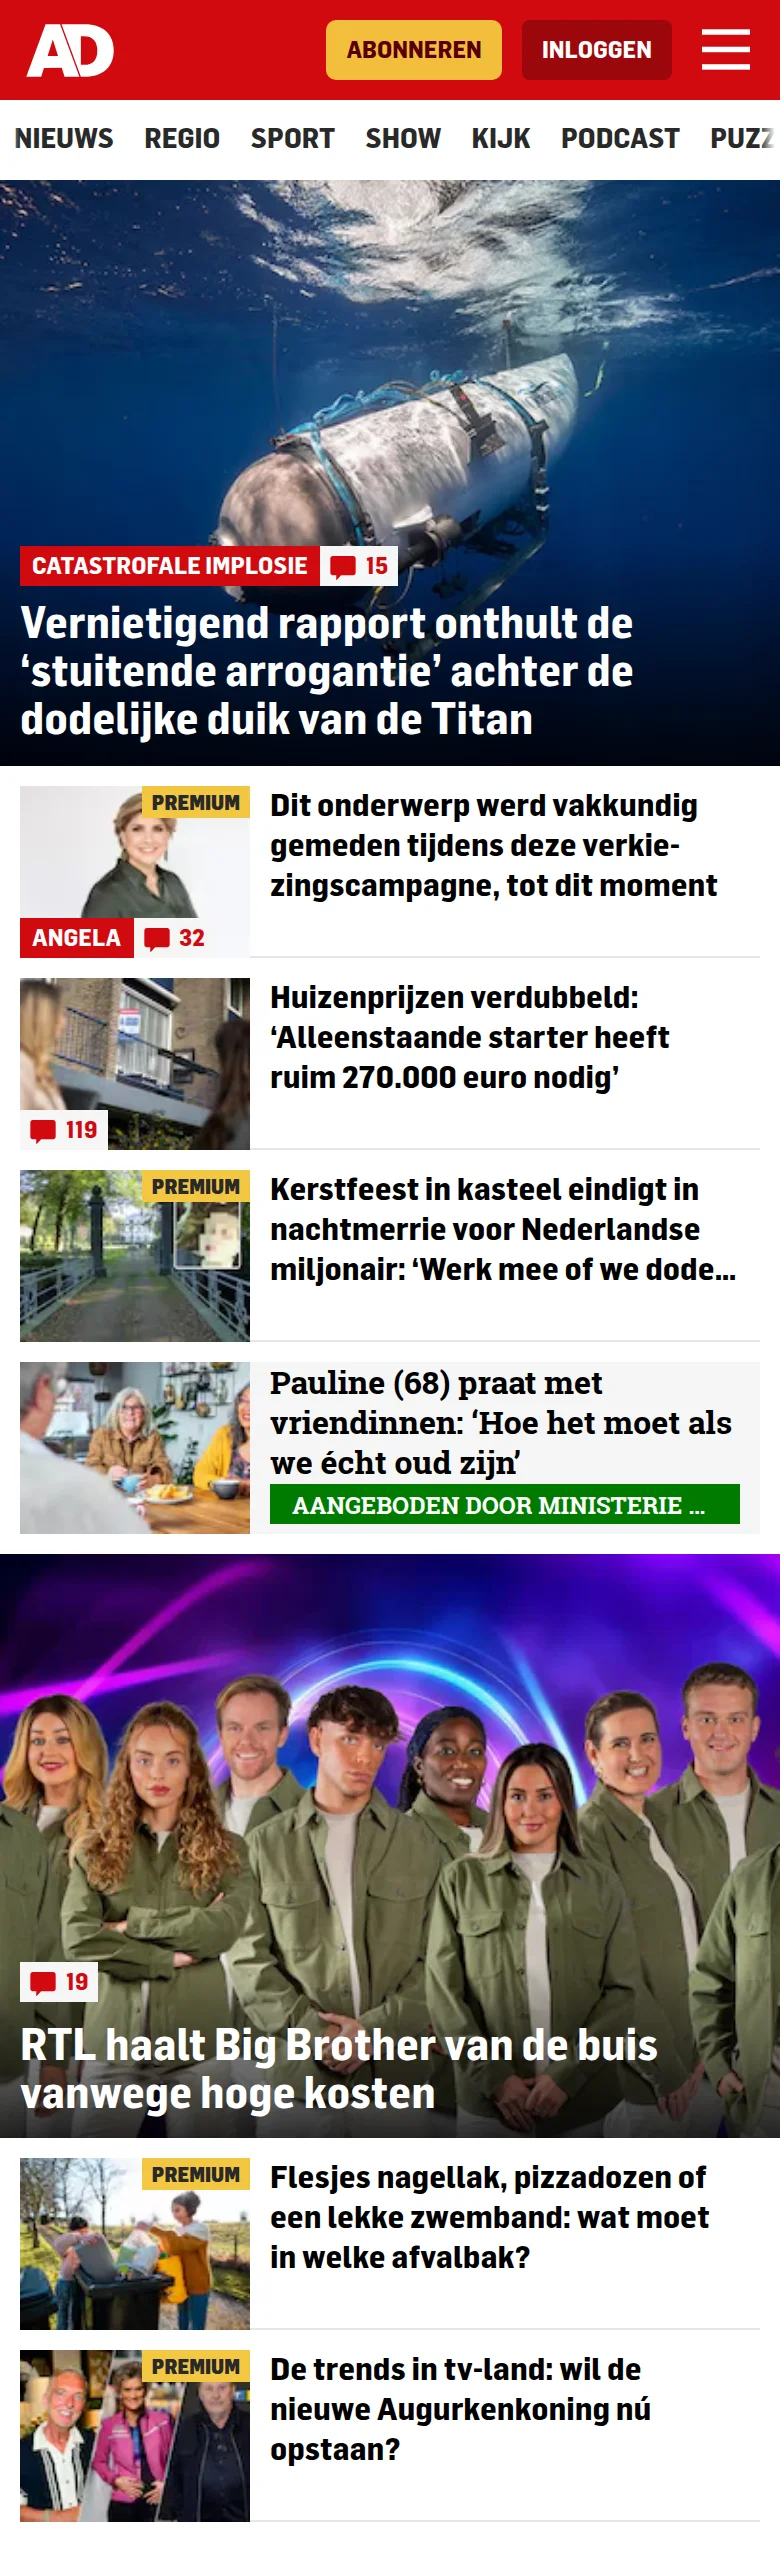 AD
ABONNEREN
INLOGGEN
NIEUWS REGIO SPORT SHOW KIJK PODCAST PUZZ
CATASTROFALE IMPLOSIE 15
Vernietigend rapport onthult de
‘stuitende arrogantie’ achter de
dodelijke duik van de Titan
PREMIUM
ANGELA 32
Dit onderwerp werd vakkundig
gemeden tijdens deze verkie-
zingscampagne, tot dit moment
119
Huizenprijzen verdubbeld:
‘Alleenstaande starter heeft
ruim 270.000 euro nodig’
PREMIUM
Kerstfeest in kasteel eindigt in
nachtmerrie voor Nederlandse
miljonair: ‘Werk mee of we dode...
Pauline (68) praat met
vriendinnen: ‘Hoe het moet als
we écht oud zijn’
AANGEBODEN DOOR MINISTERIE ...
19
RTL haalt Big Brother van de buis
vanwege hoge kosten
PREMIUM
Flesjes nagellak, pizzadozen of
een lekke zwemband: wat moet
in welke afvalbak?
PREMIUM
De trends in tv-land: wil de
nieuwe Augurkenkoning nú
opstaan?